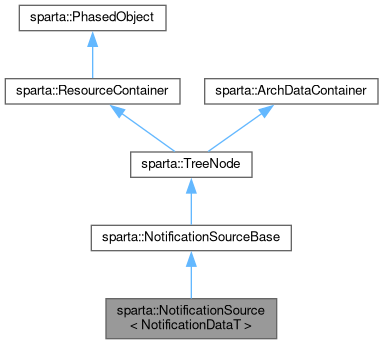 sparta::PhasedObject
sparta::ResourceContainer
sparta::ArchDataContainer
sparta::TreeNode
sparta::NotificationSourceBase
sparta::NotificationSource
< NotificationDataT >